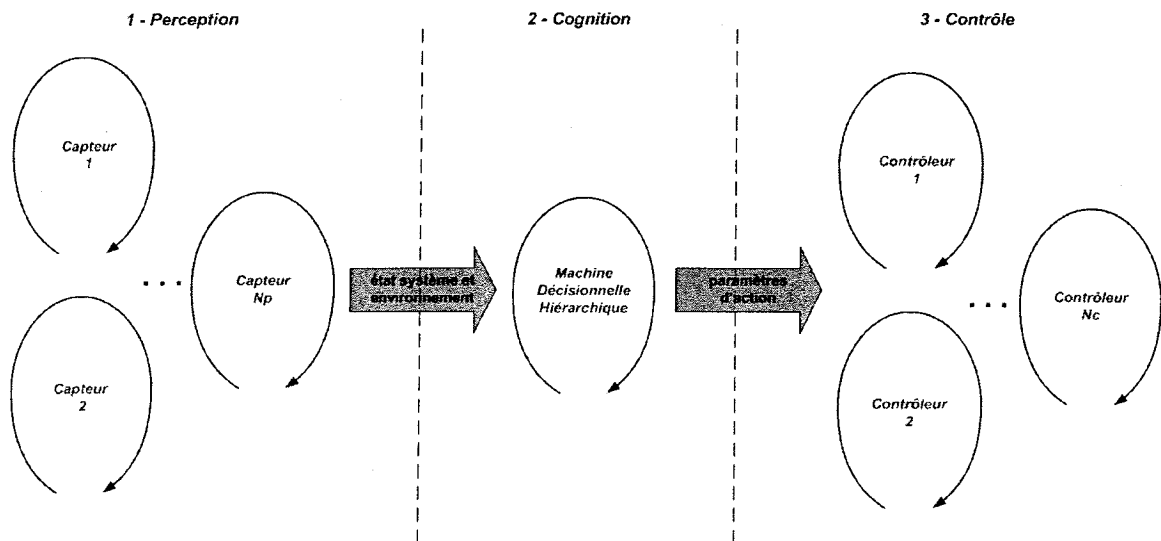 1 - Perception
2 - Cognition
3 - Contrôle
Capteur
1
Capteur
Np
Capteur
2
état système et
environnement
Machine
Décisionnelle
Hiérarchique
paramètres
d'action
Contrôleur
1
Contrôleur
Nc
Contrôleur
2